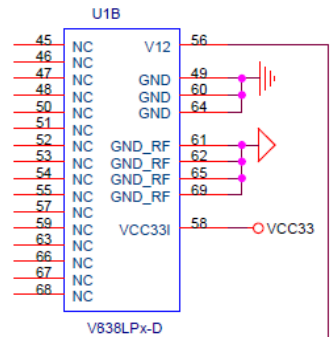 U1B
45 NC V12 56
46 NC
47 NC GND 49
48 NC GND 60
50 NC GND 64
51 NC
52 NC GND_RF 61
53 NC GND_RF 62
54 NC GND_RF 65
55 NC GND_RF 69
57 NC
59 NC VCC33I 58 VCC33
63 NC
66 NC
67 NC
68 NC
V838LPx-D